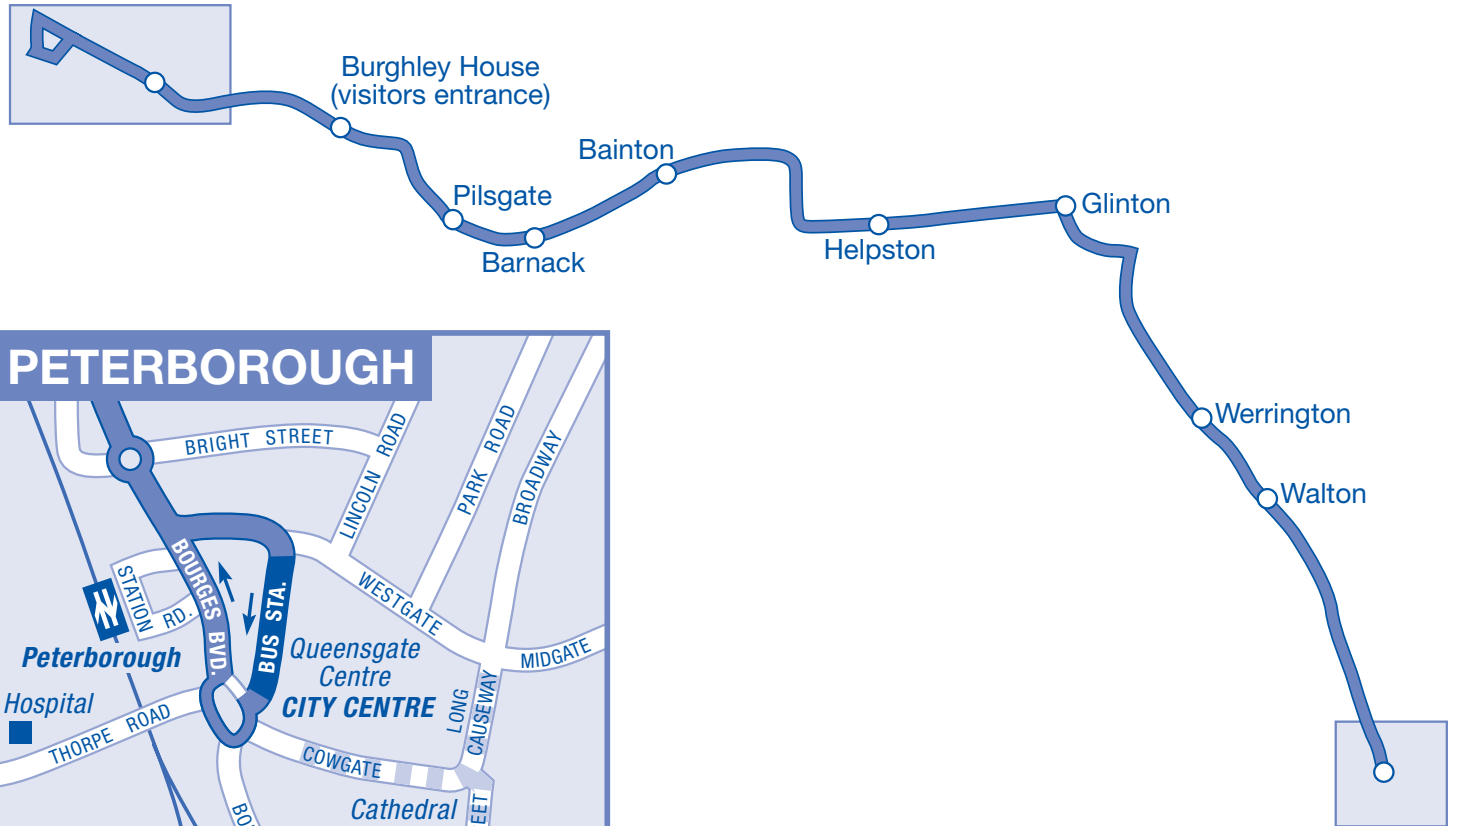 Burghley House
(visitors entrance)
Bainton
Pilsgate
Barnack
Helpston
Glinton
Werrington
Walton
PETERBOROUGH
BRIGHT STREET
LINCOLN ROAD
PARK ROAD
BROADWAY
BOURGES BVD.
STATION RD.
BUS STA.
WESTGATE
MIDGATE
Peterborough
Queensgate
Centre
CITY CENTRE
Hospital
THORPE ROAD
LONG
CAUSEWAY
COWGATE
Cathedral
BO
EET